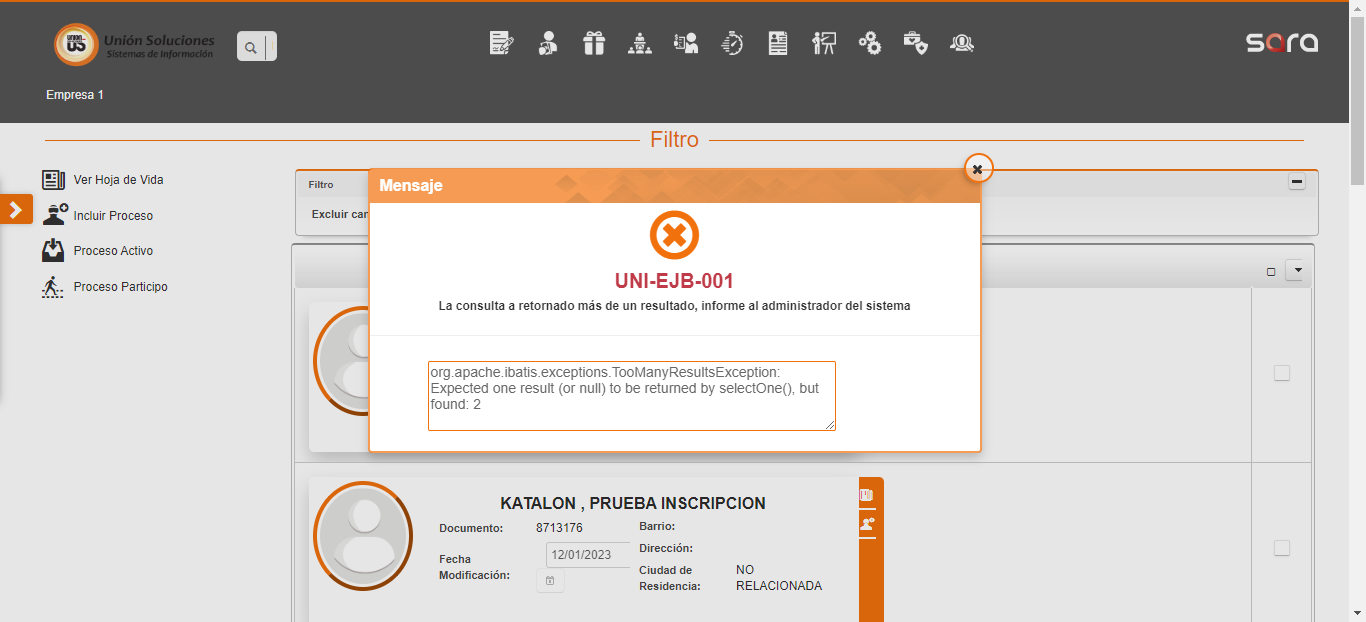 UNION
US
Unión Soluciones
Sistemas de Información
sara
Empresa 1
Filtro
Ver Hoja de Vida
Incluir Proceso
Proceso Activo
Proceso Participo
Filtro
Excluir can
Mensaje
UNI-EJB-001
La consulta a retornado más de un resultado, informe al administrador del sistema
org.apache.ibatis.exceptions.TooManyResultsException:
Expected one result (or null) to be returned by selectOne(), but
found: 2
KATALON , PRUEBA INSCRIPCION
Documento: 8713176
Barrio:
Fecha
Modificación:
12/01/2023
Dirección:
Ciudad de
Residencia:
NO
RELACIONADA